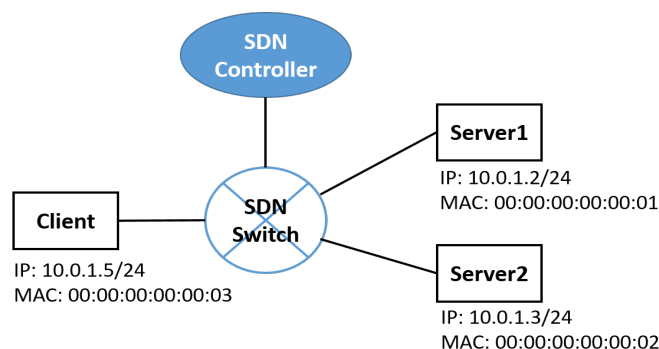 SDN
Controller
Server1
IP: 10.0.1.2/24
MAC: 00:00:00:00:00:01
SDN
Switch
Client
IP: 10.0.1.5/24
MAC: 00:00:00:00:00:03
Server2
IP: 10.0.1.3/24
MAC: 00:00:00:00:00:02